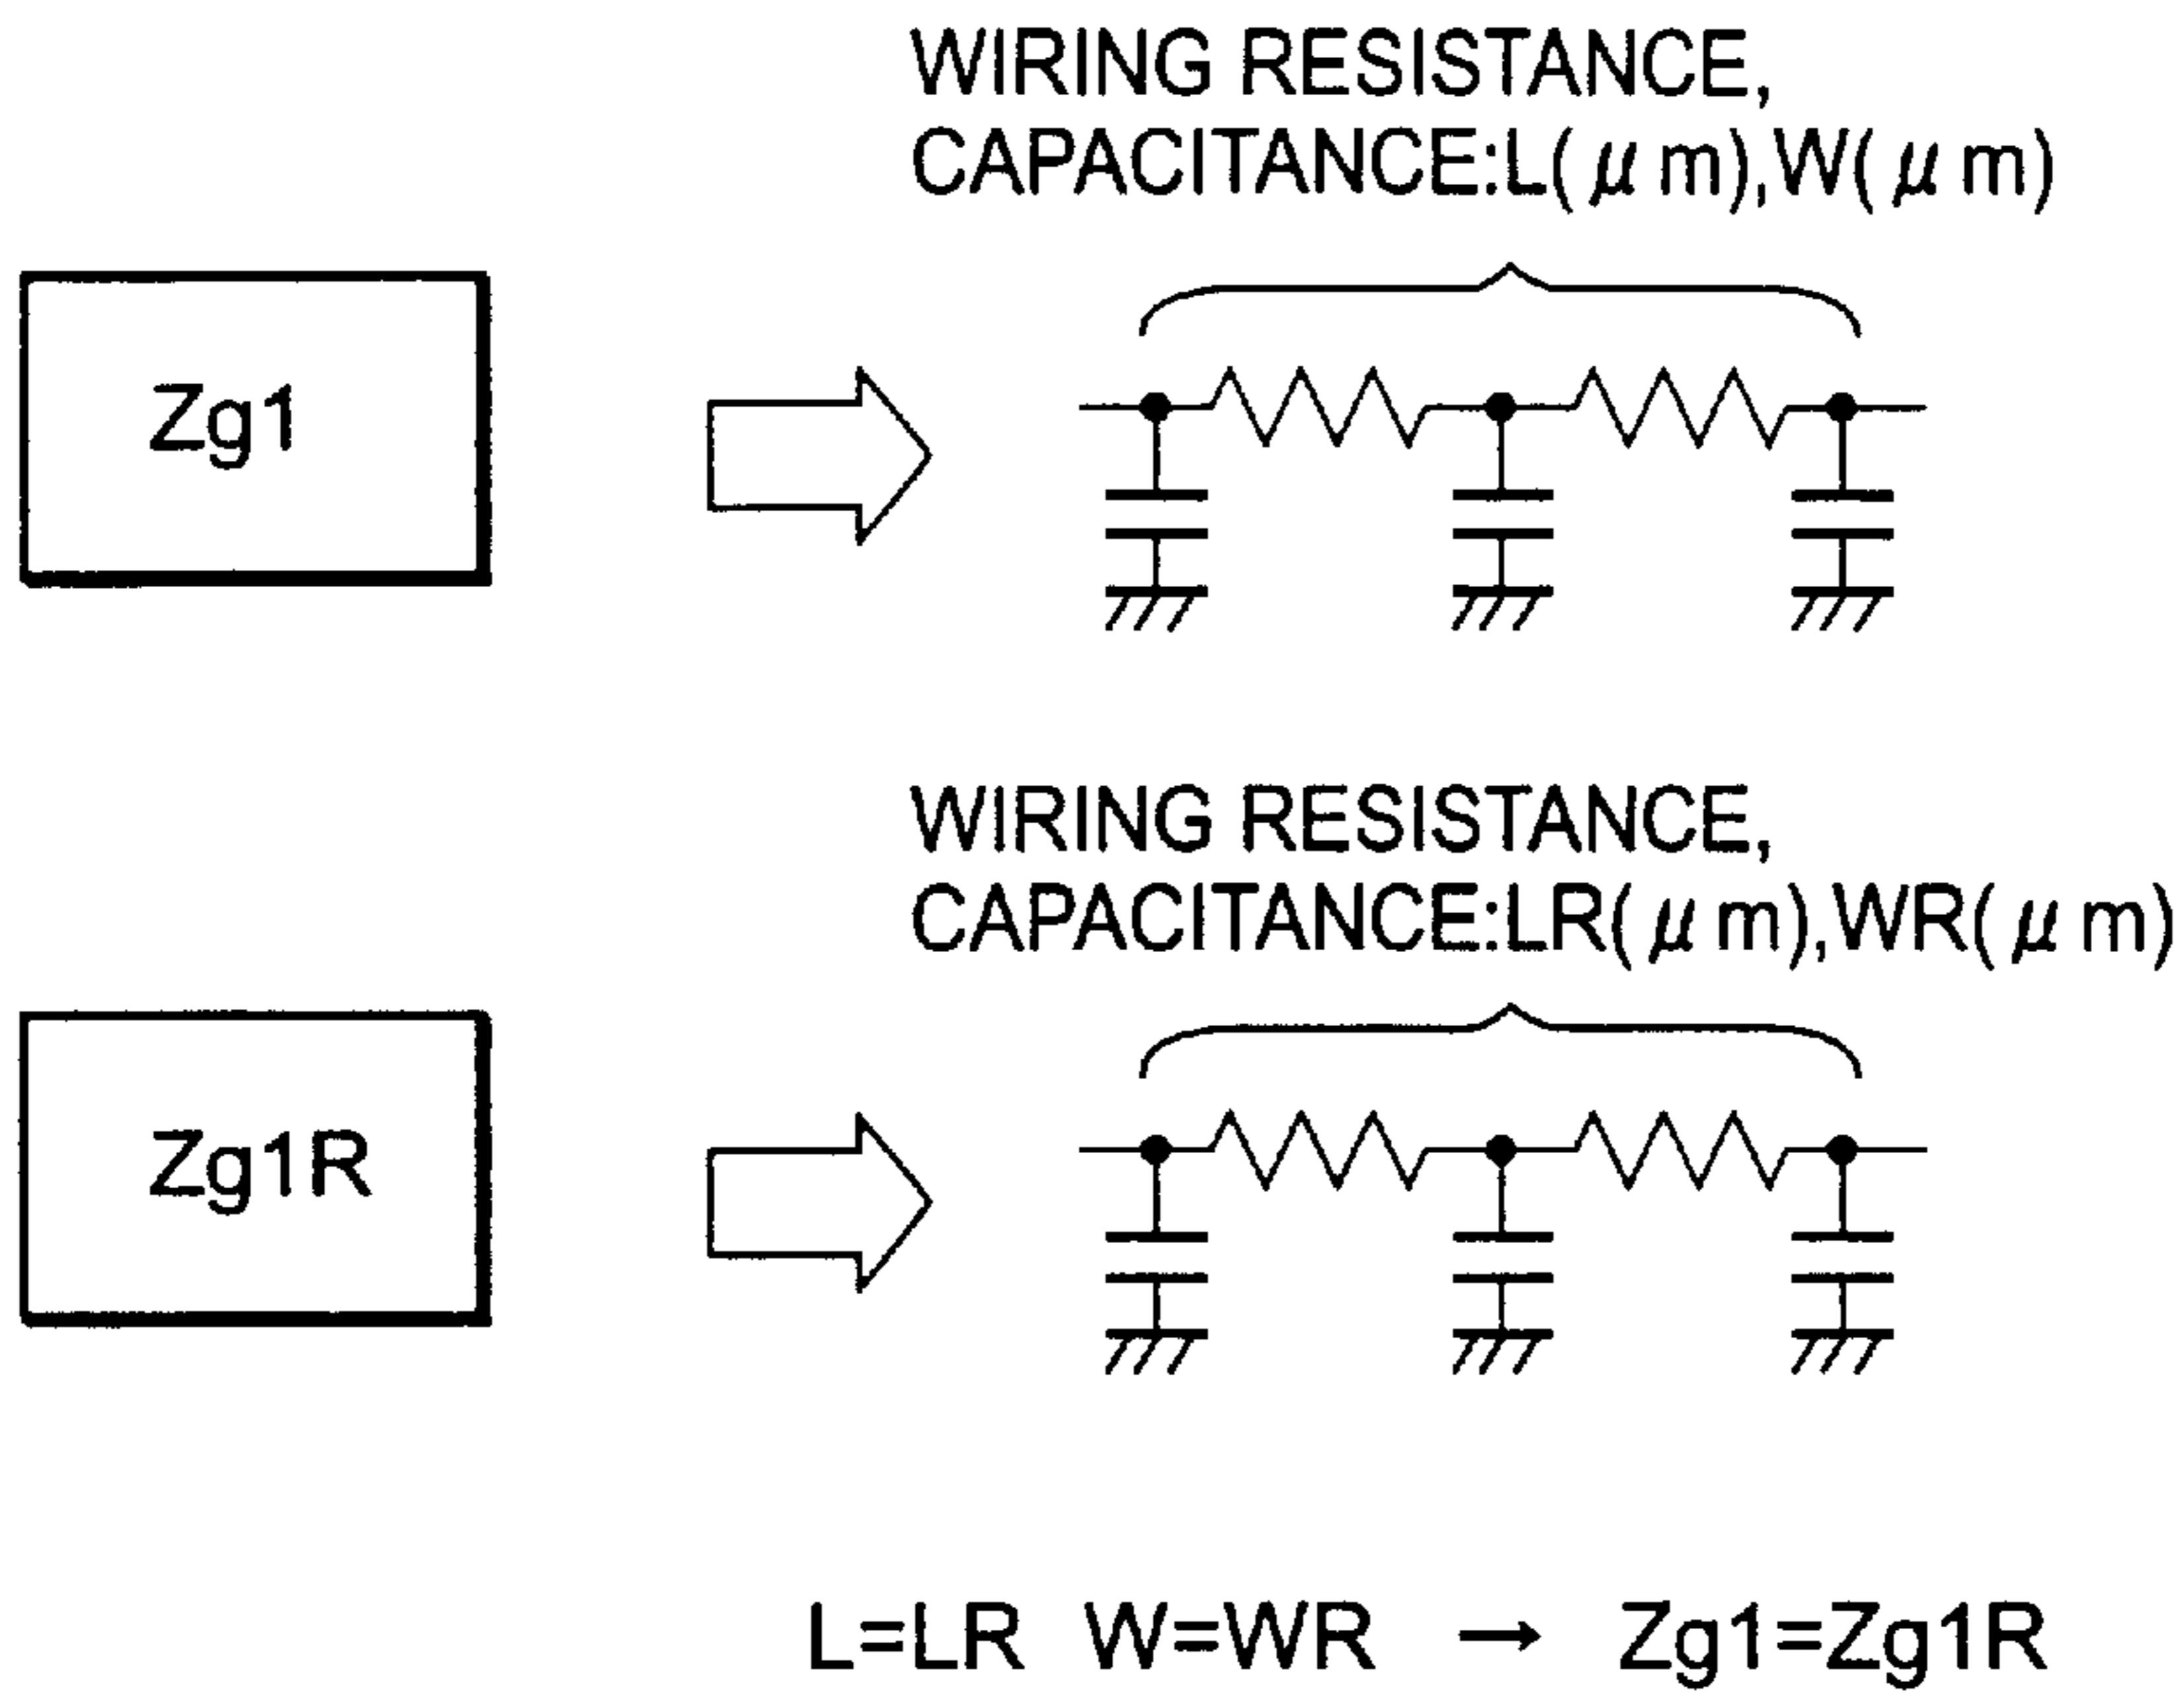 WIRING RESISTANCE,
CAPACITANCE:L(μm),W(μm)
Zg1
WIRING RESISTANCE,
CAPACITANCE:LR(μm),WR(μm)
Zg1R
L=LR W=WR → Zg1=Zg1R